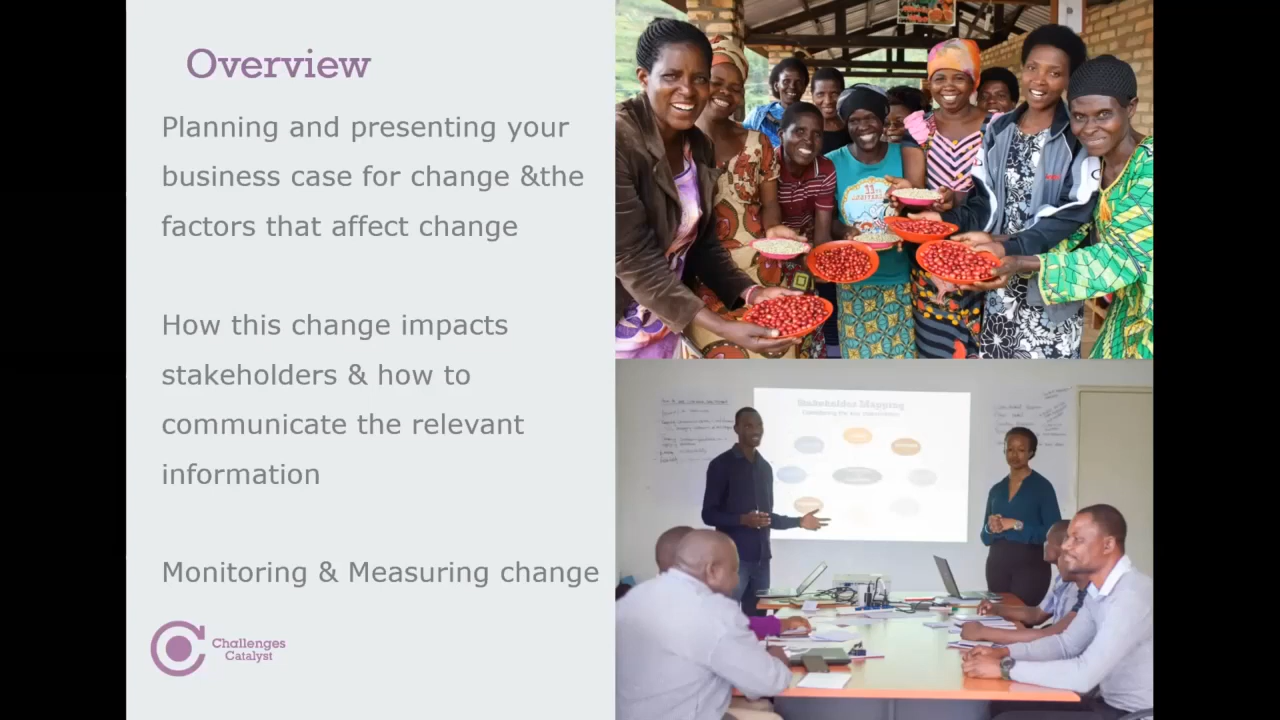 Overview
Planning and presenting your
business case for change &the
factors that affect change
How this change impacts
stakeholders & how to
communicate the relevant
information
Monitoring & Measuring change
Challenges
Catalyst
Stakeholder Mapping